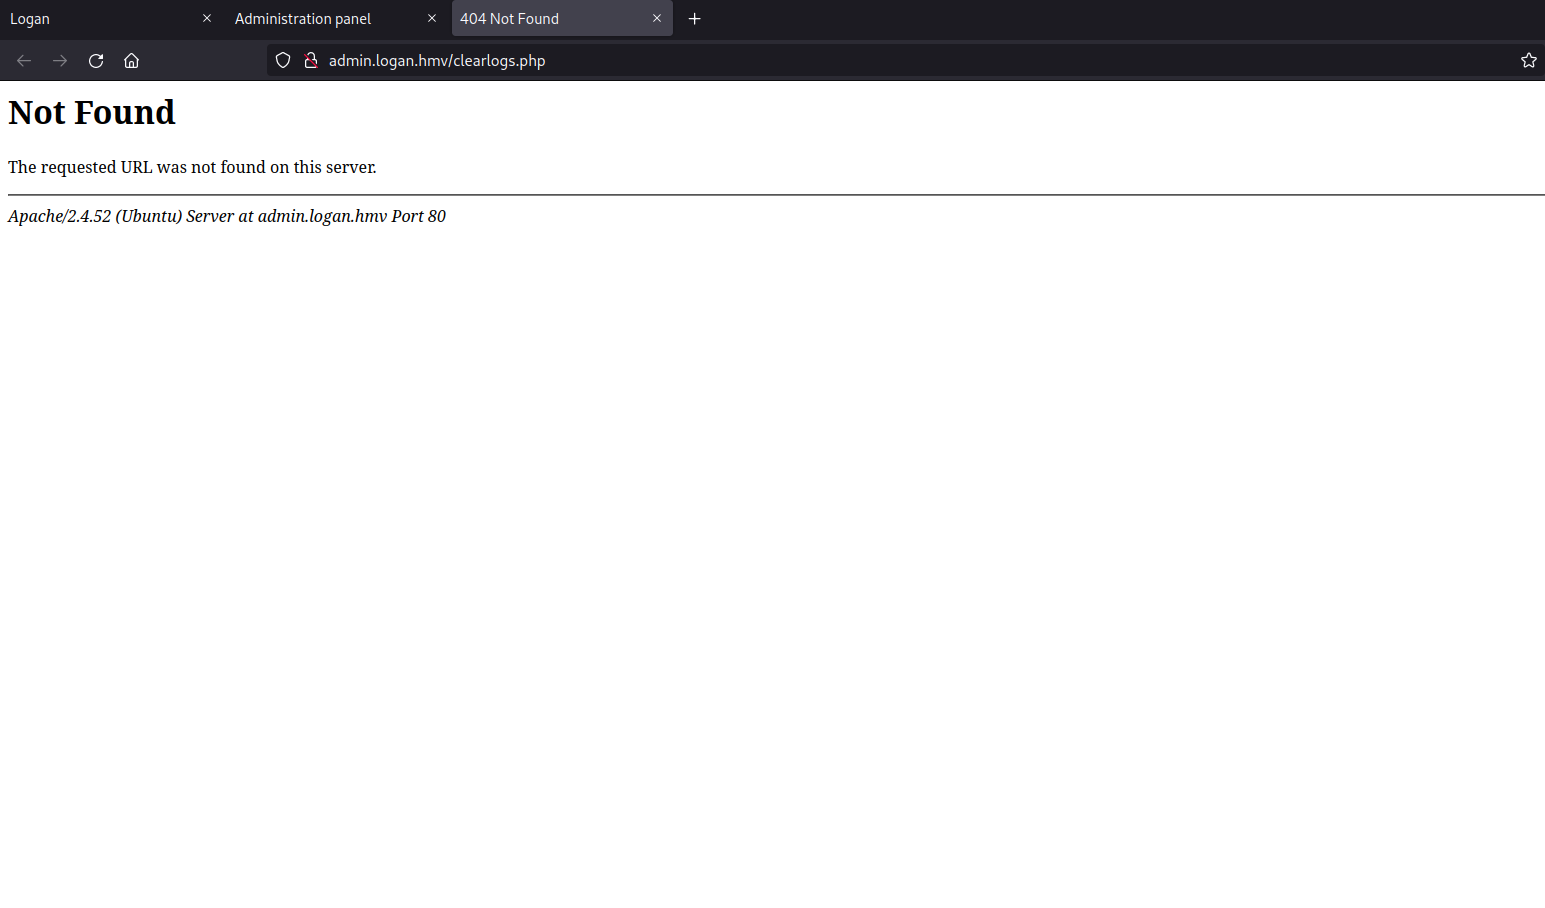 Logan
Administration panel
404 Not Found
admin.logan.hmv/clearlogs.php
Not Found
The requested URL was not found on this server.
Apache/2.4.52 (Ubuntu) Server at admin.logan.hmv Port 80